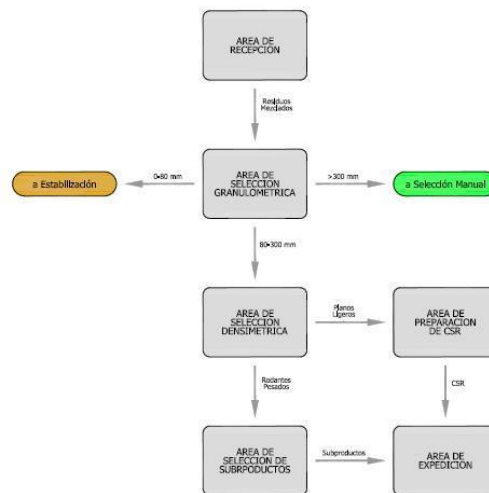 AREA DE
RECEPCION
Residuos
Mezclados
0-80 mm
>300 mm
a Estabilización
AREA DE
SELECCION
GRANULOMETRICA
a Selección Manual
80-300 mm
AREA DE
SELECCION
DENSIMETRICA
Planos
Ligeros
AREA DE
PREPARACION
DE CSR
Rodantes
Pesados
CSR
AREA DE
SELECCION DE
SUBRPODUCTOS
Subproductos
AREA DE
EXPEDICION